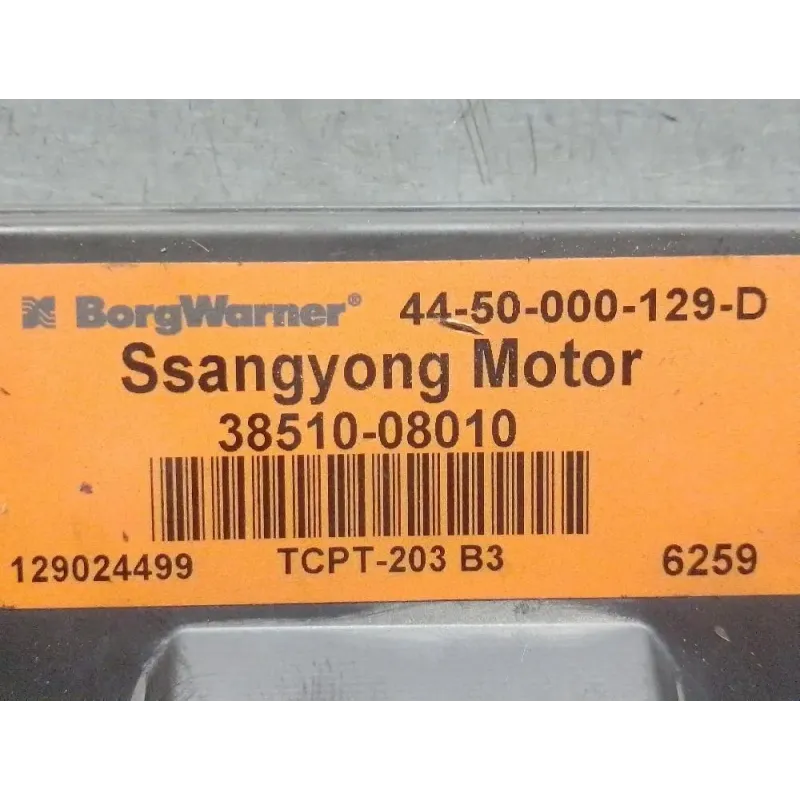 BorgWarner® 44-50-000-129-D
Ssangyong Motor
38510-08010
129024499 TCPT-203 B3 6259